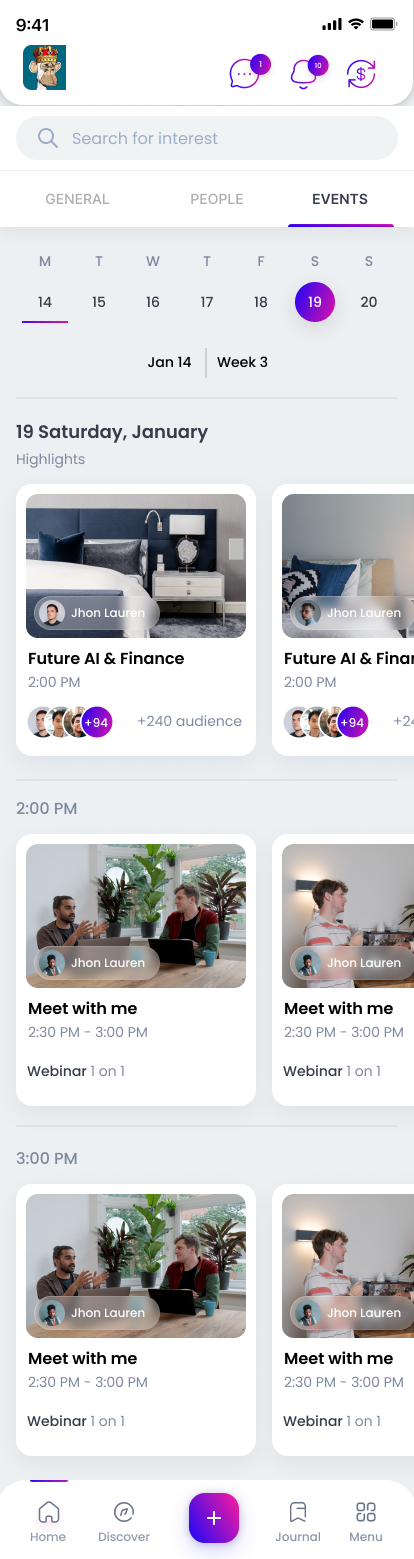 9:41
1
10
$
Search for interest
GENERAL PEOPLE EVENTS
M T W T F S S
14 15 16 17 18 19 20
Jan 14 Week 3
19 Saturday, January
Highlights
Jhon Lauren Jhon Lauren
Future AI & Finance Future AI & Finan
2:00 PM 2:00 PM
+94 +240 audience +94 +24
2:00 PM
Jhon Lauren Jhon Lauren
Meet with me Meet with me
2:30 PM - 3:00 PM 2:30 PM - 3:00 PM
Webinar 1 on 1 Webinar 1 on 1
3:00 PM
Jhon Lauren Jhon Lauren
Meet with me Meet with me
2:30 PM - 3:00 PM 2:30 PM - 3:00 PM
Webinar 1 on 1 Webinar 1 on 1
Home Discover + Journal Menu